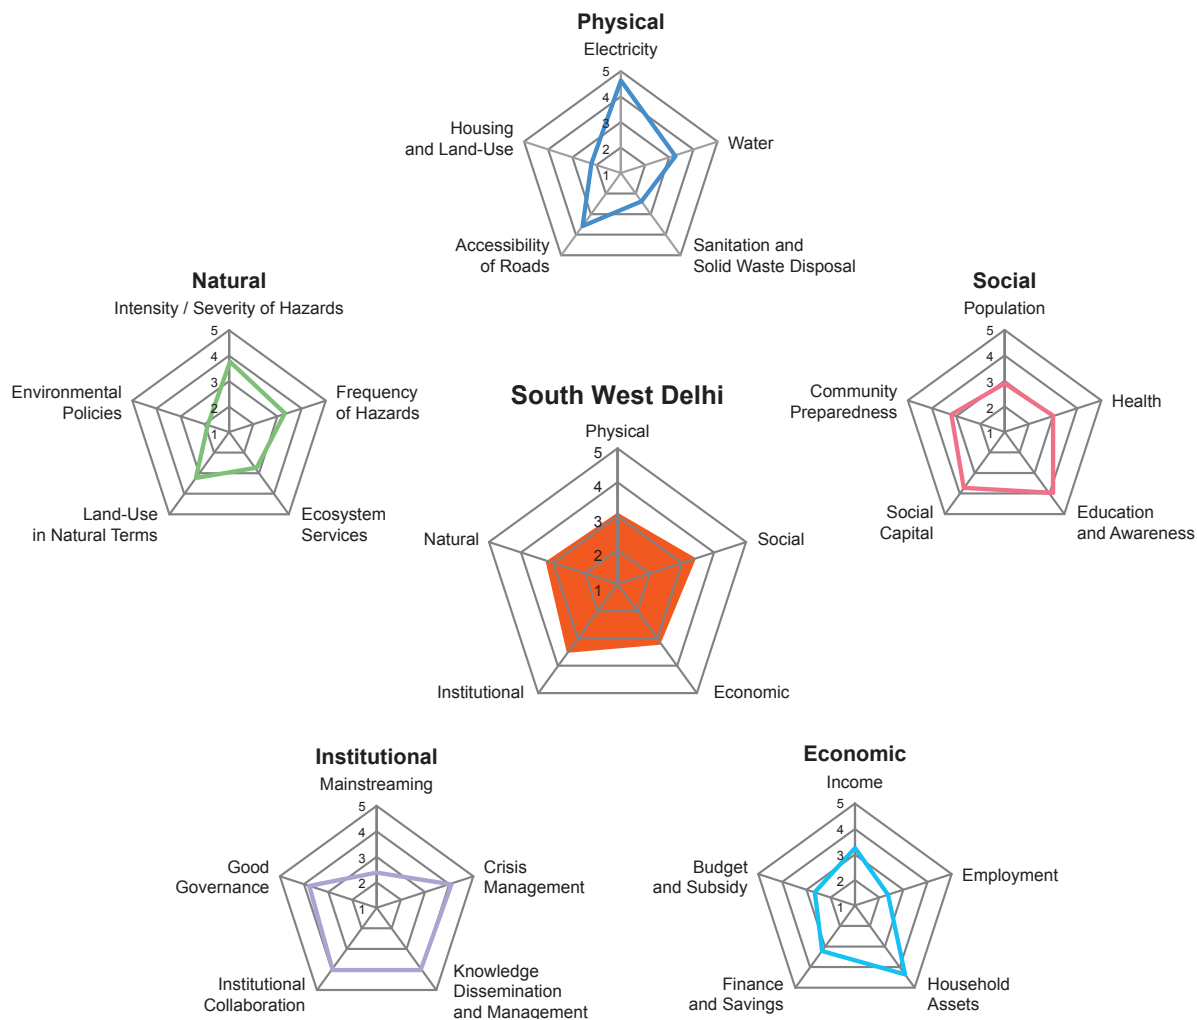 Physical
Electricity
5
4
3
2
1
Housing
and Land-Use
Water
Accessibility
of Roads
Sanitation and
Solid Waste Disposal
Natural
Intensity / Severity of Hazards
5
4
3
2
1
Environmental
Policies
Frequency
of Hazards
Land-Use
in Natural Terms
Ecosystem
Services
Social
Population
5
4
3
2
1
Community
Preparedness
Health
Social
Capital
Education
and Awareness
South West Delhi
Physical
5
4
3
2
1
Natural
Social
Institutional
Economic
Institutional
Mainstreaming
5
4
3
2
1
Good
Governance
Crisis
Management
Institutional
Collaboration
Knowledge
Dissemination
and Management
Economic
Income
5
4
3
2
1
Budget
and Subsidy
Employment
Finance
and Savings
Household
Assets